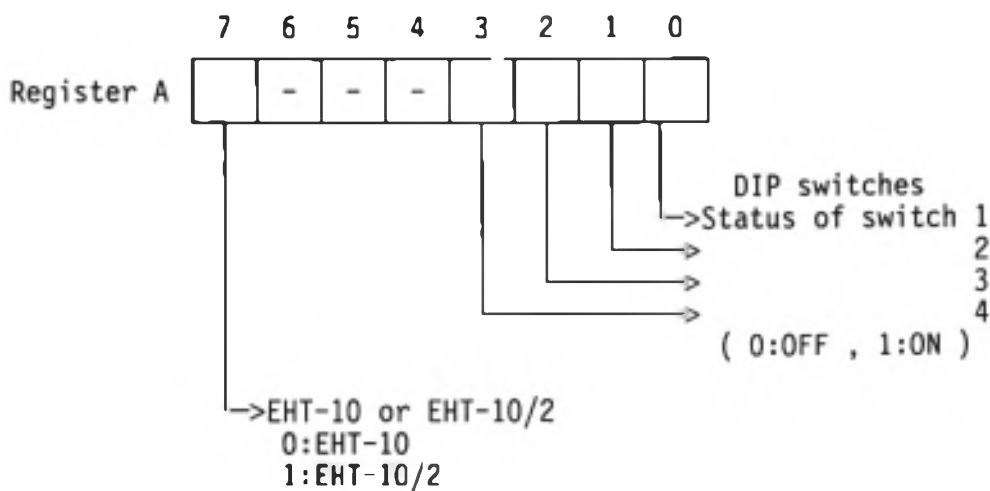 7 6 5 4 3 2 1 0
Register A - - -
DIP switches
->Status of switch 1
2
3
4
( 0:OFF , 1:ON )
->EHT-10 or EHT-10/2
0:EHT-10
1:EHT-10/2